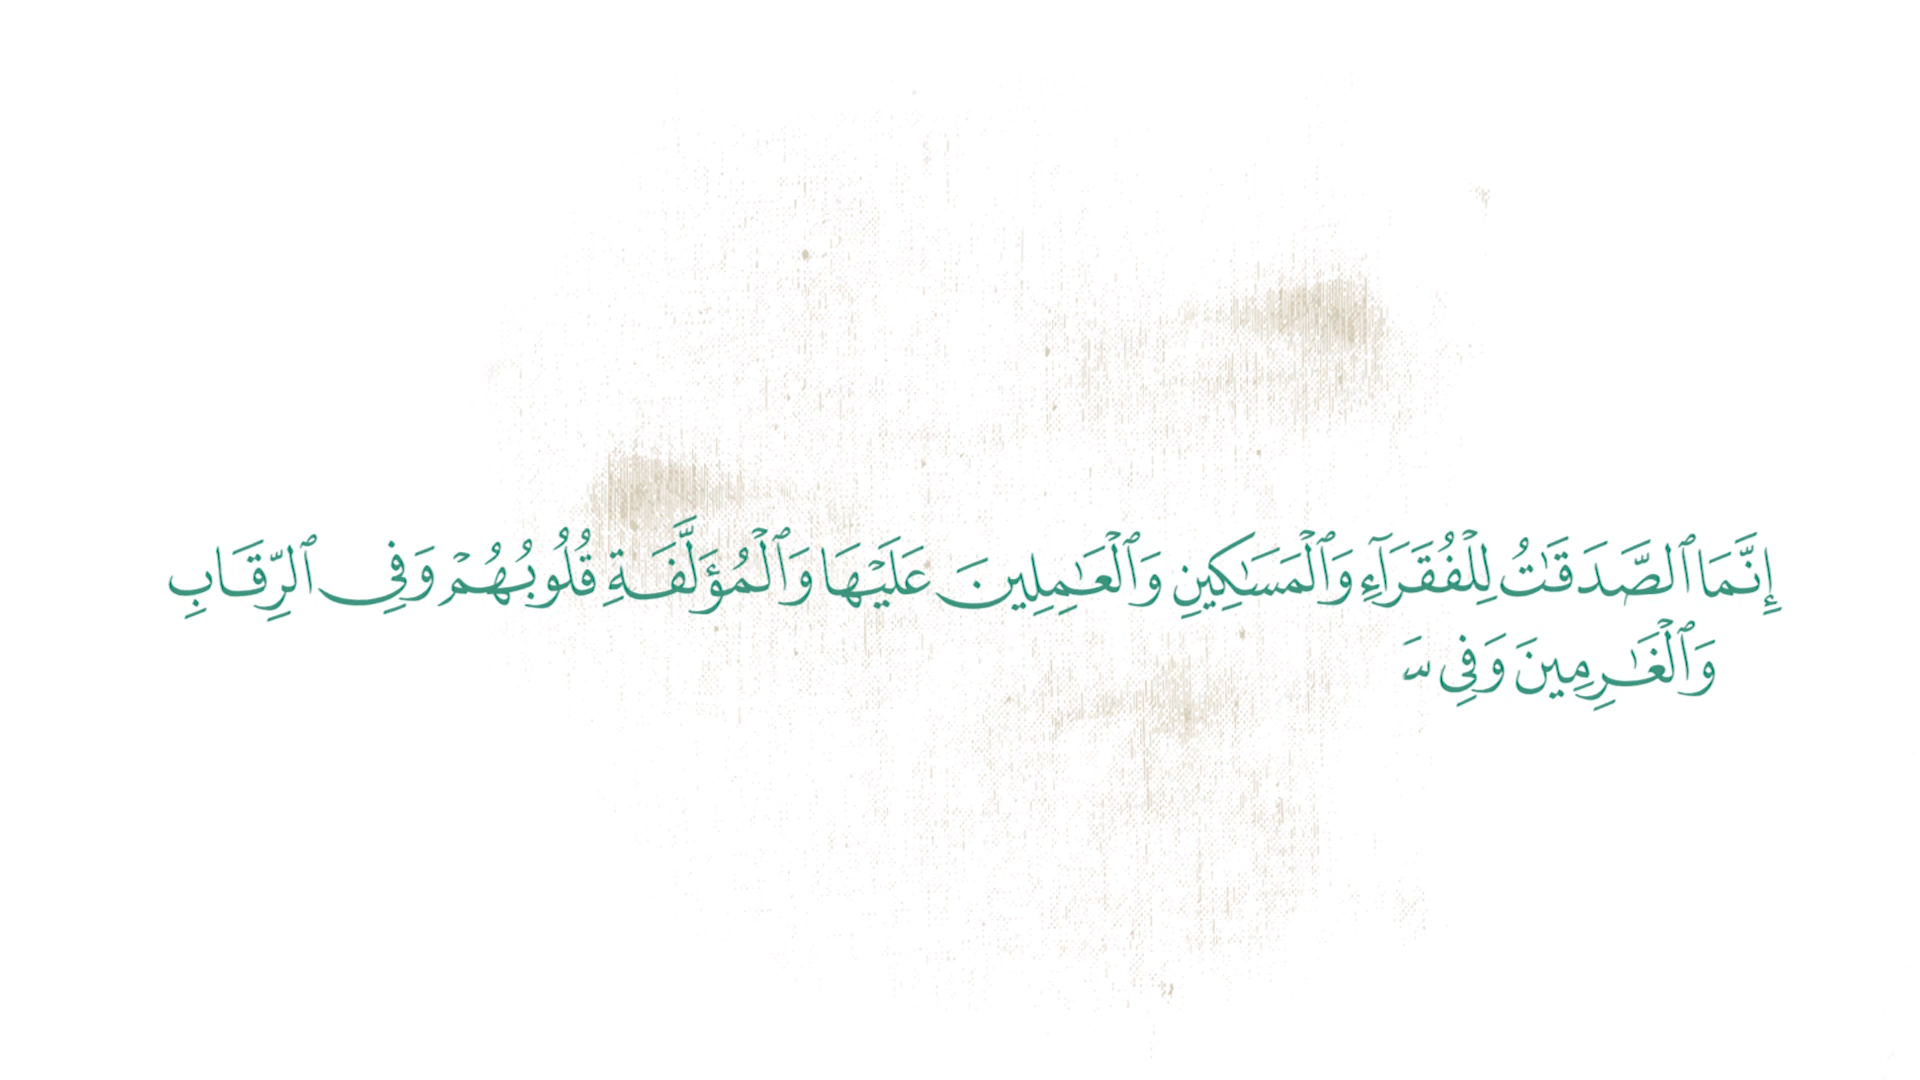 إِنَّمَا ٱلصَّدَقَٰتُ لِلْفُقَرَآءِ وَٱلْمَسَٰكِينِ وَٱلْعَٰمِلِينَ عَلَيْهَا وَٱلْمُؤَلَّفَةِ قُلُوبُهُمْ وَفِى ٱلرِّقَابِ
وَٱلْغَٰرِمِينَ وَفِى سَ